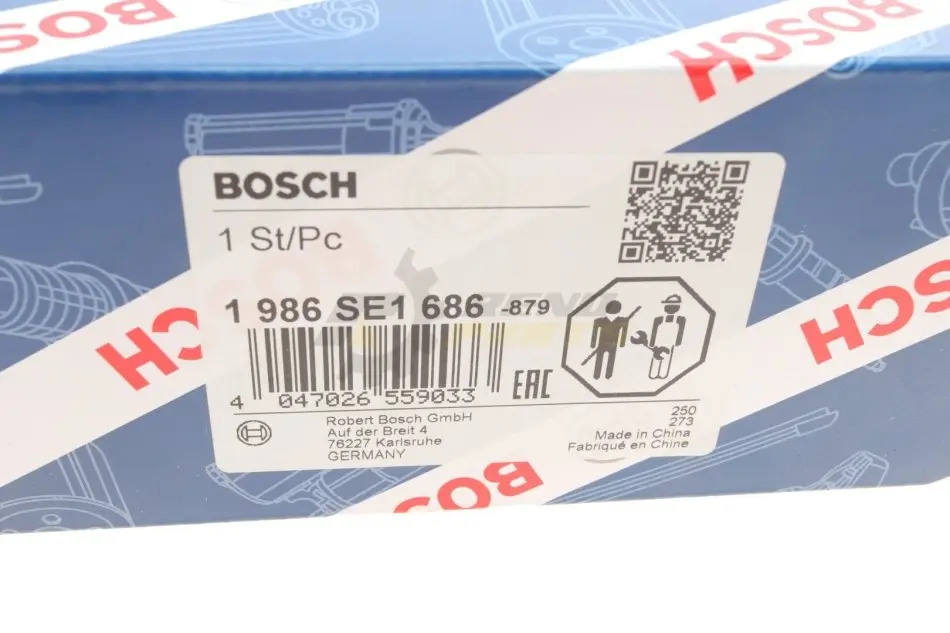 BOSCH
BOSCH
BOSCH
1 St/Pc
1 986 SE1 686 -879
4 047026 559033
EAC
Robert Bosch GmbH
Auf der Breit 4
76227 Karlsruhe
GERMANY
250
273
Made in China
Fabriqué en Chine
BOSCH
BOSCH
BOSCH